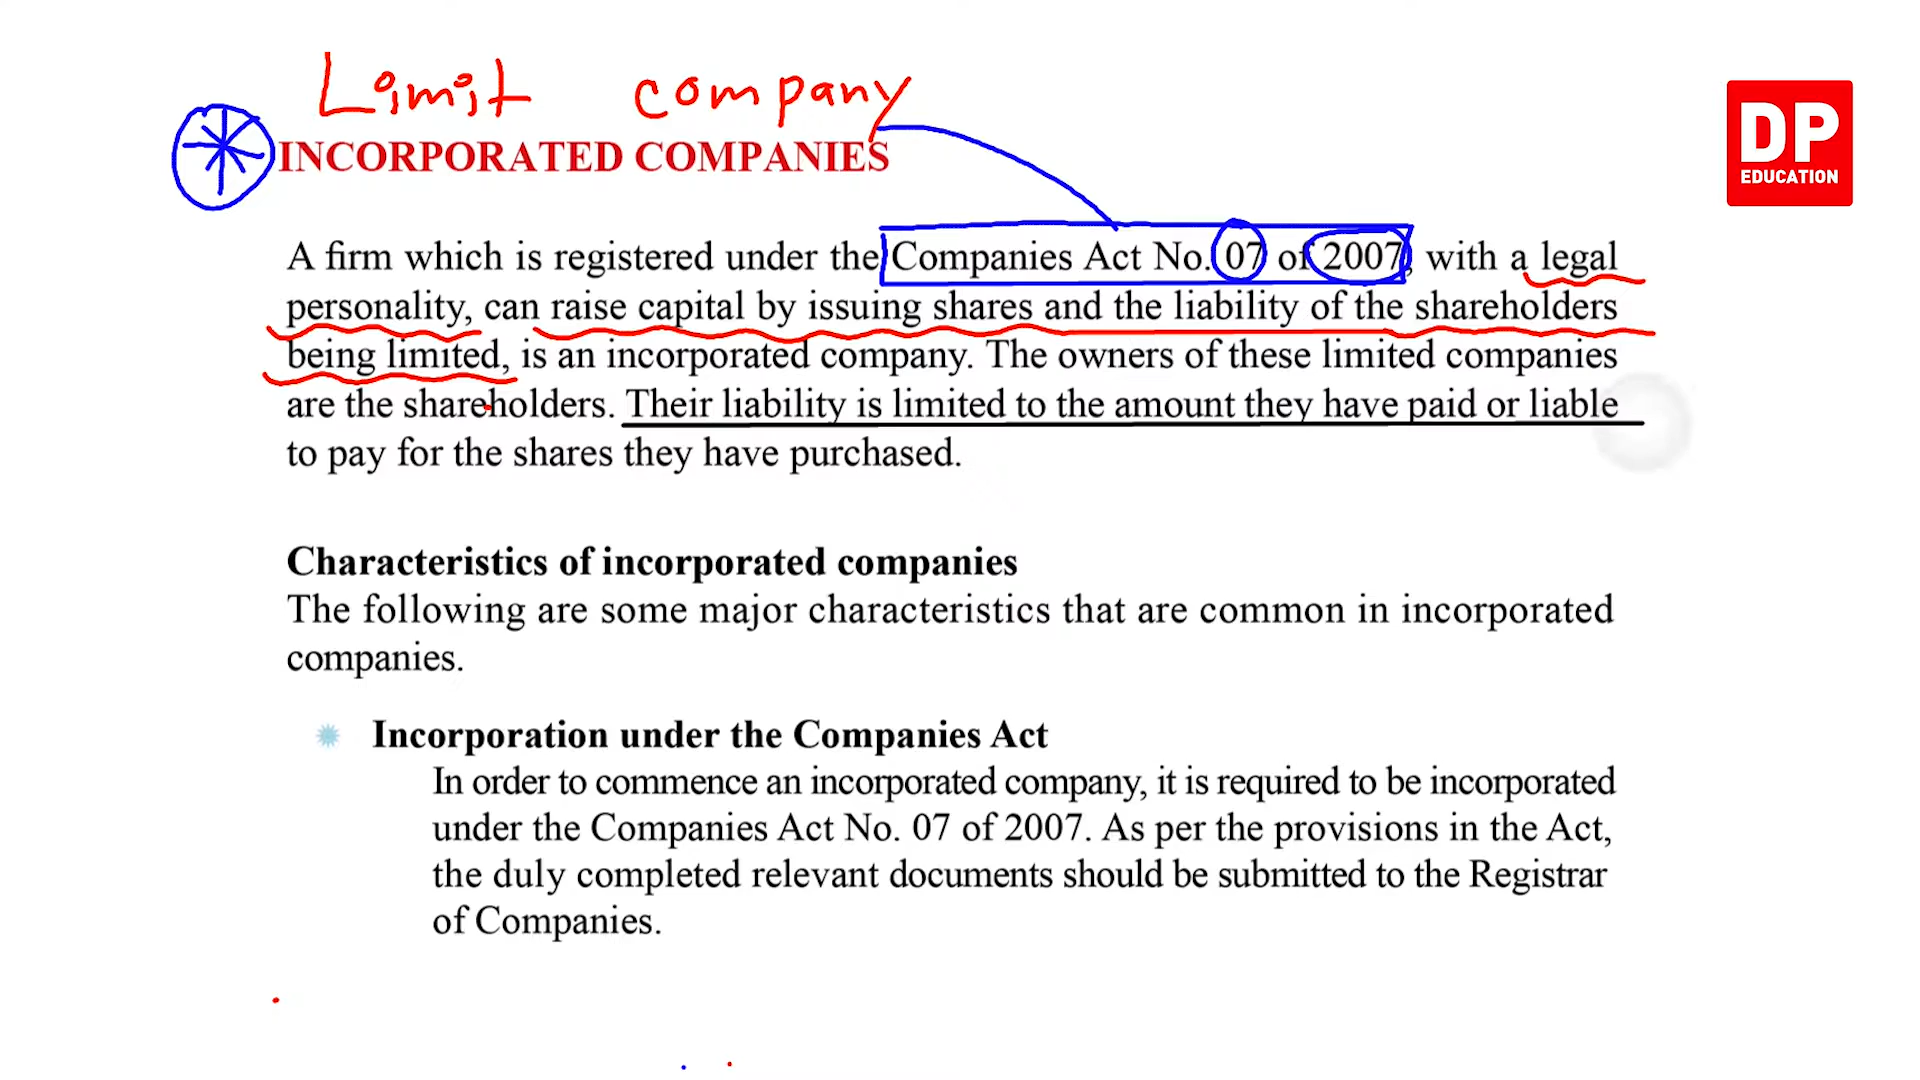 Limit company
INCORPORATED COMPANIES
DP
EDUCATION
A firm which is registered under the Companies Act No. 07 of 2007, with a legal
personality, can raise capital by issuing shares and the liability of the shareholders
being limited, is an incorporated company. The owners of these limited companies
are the shareholders. Their liability is limited to the amount they have paid or liable
to pay for the shares they have purchased.
Characteristics of incorporated companies
The following are some major characteristics that are common in incorporated
companies.
Incorporation under the Companies Act
In order to commence an incorporated company, it is required to be incorporated
under the Companies Act No. 07 of 2007. As per the provisions in the Act,
the duly completed relevant documents should be submitted to the Registrar
of Companies.